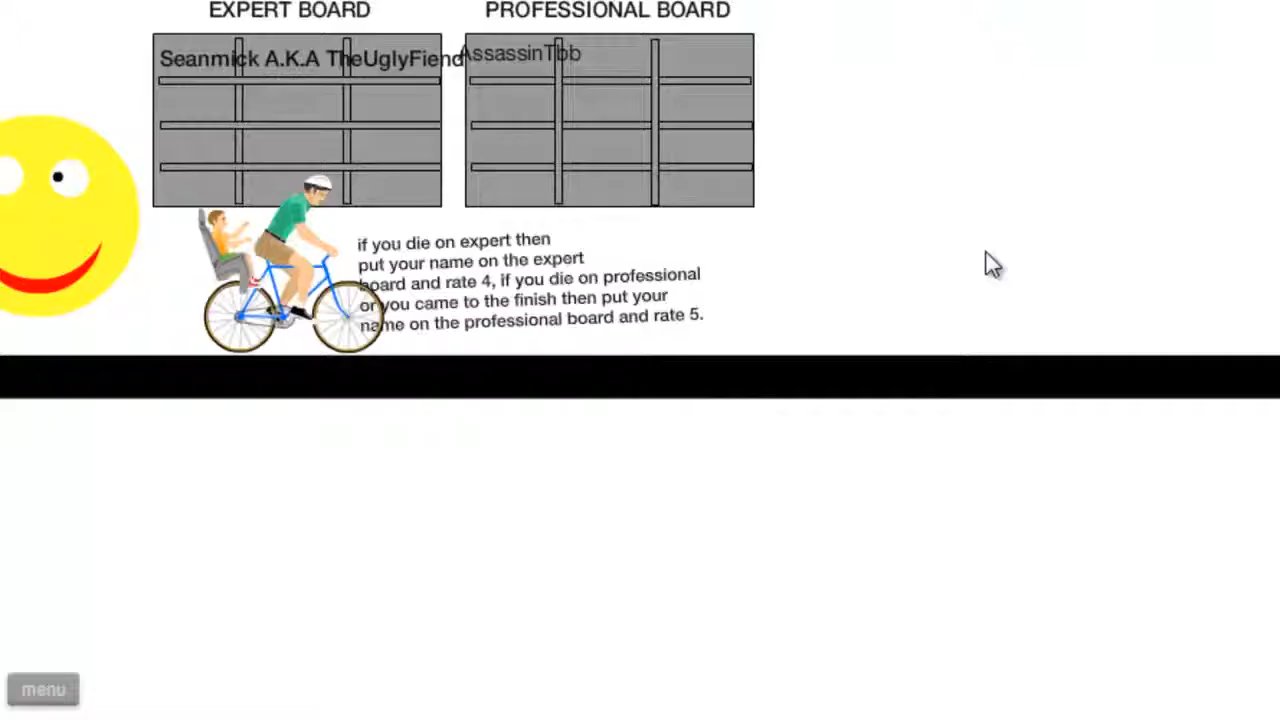 EXPERT BOARD
PROFESSIONAL BOARD
Seanmick A.K.A TheUglyFiend
AssassinTbb
if you die on expert then
put your name on the expert
board and rate 4, if you die on professional
or you came to the finish then put your
name on the professional board and rate 5.
menu